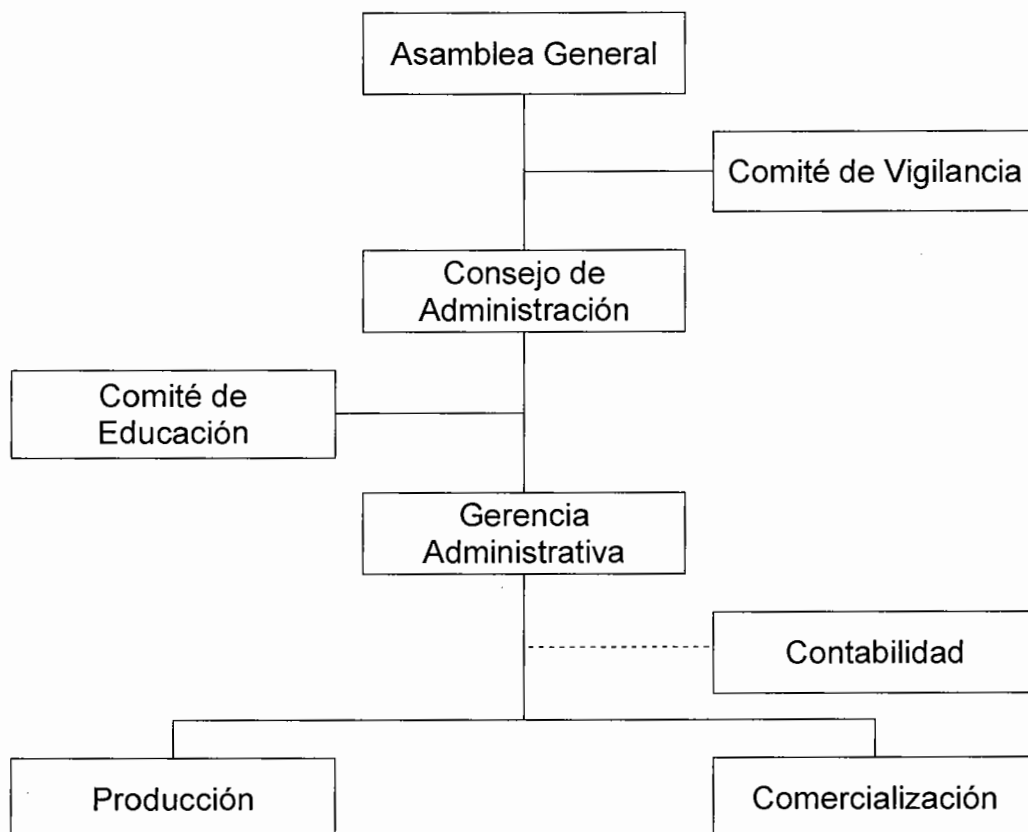 Asamblea General
Comité de Vigilancia
Consejo de
Administración
Comité de
Educación
Gerencia
Administrativa
Contabilidad
Producción
Comercialización